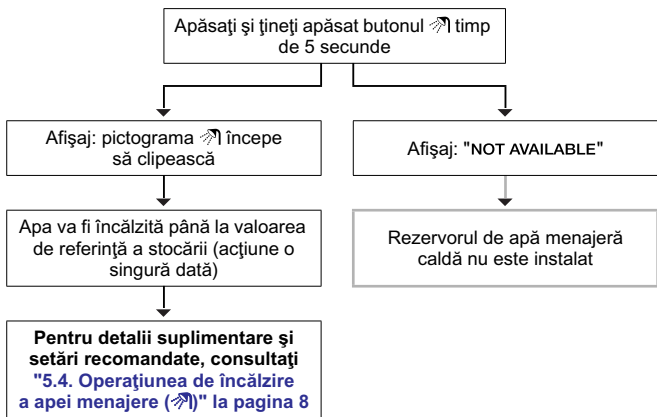 Apăsaţi şi ţineţi apăsat butonul timp
de 5 secunde
Afişaj: pictograma începe
să clipească
Afişaj: "NOT AVAILABLE"
Apa va fi încălzită până la valoarea
de referinţă a stocării (acţiune o
singură dată)
Rezervorul de apă menajeră
caldă nu este instalat
Pentru detalii suplimentare şi
setări recomandate, consultaţi
"5.4. Operaţiunea de încălzire
a apei menajere ()" la pagina 8